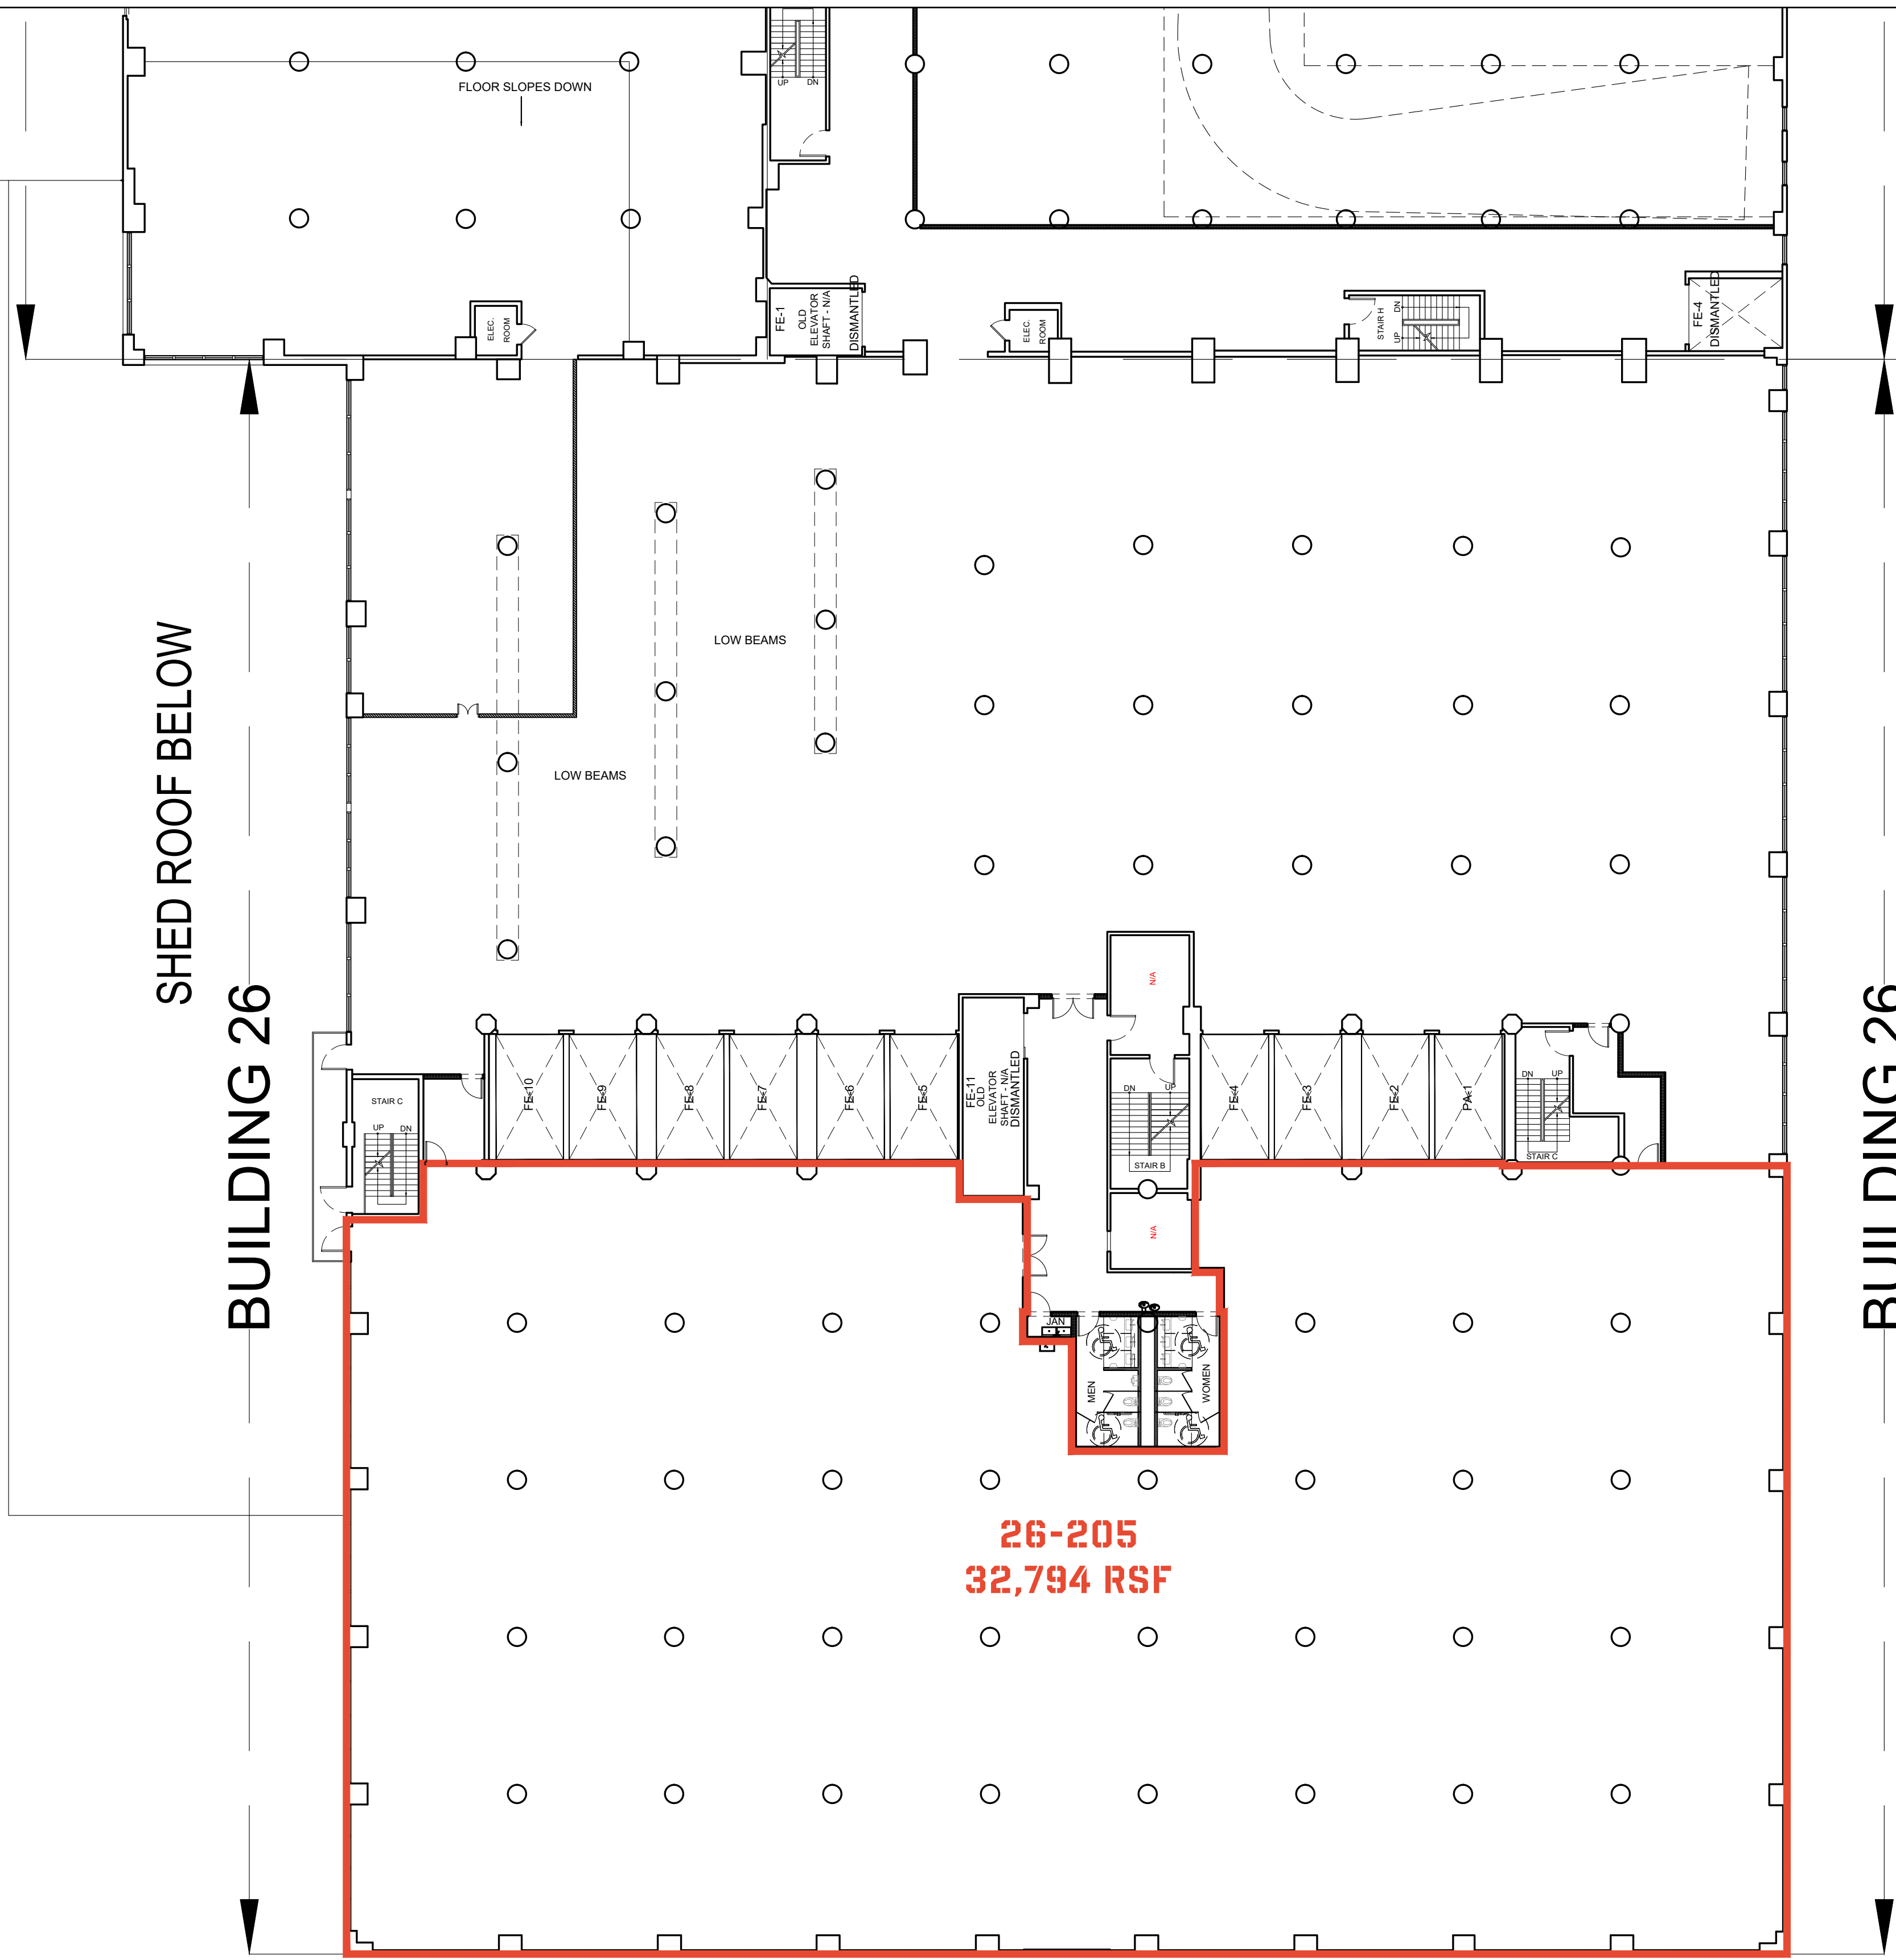 UP
DN
FLOOR SLOPES DOWN
ELEC.
ROOM
FE-1
OLD
ELEVATOR
SHAFT - N/A
DISMANTLED
ELEC.
ROOM
STAIR H
UP
DN
FE-4
DISMANTLED
LOW BEAMS
LOW BEAMS
SHED ROOF BELOW
BUILDING 26
BUILDING 26
N/A
STAIR C
UP
DN
FE-10
FE-9
FE-8
FE-7
FE-6
FE-5
FE-11
OLD
ELEVATOR
SHAFT - N/A
DISMANTLED
DN
UP
STAIR B
FE-4
FE-3
FE-2
PA-1
DN
UP
STAIR C
N/A
JAN
MEN
WOMEN
26-205
32,794 RSF